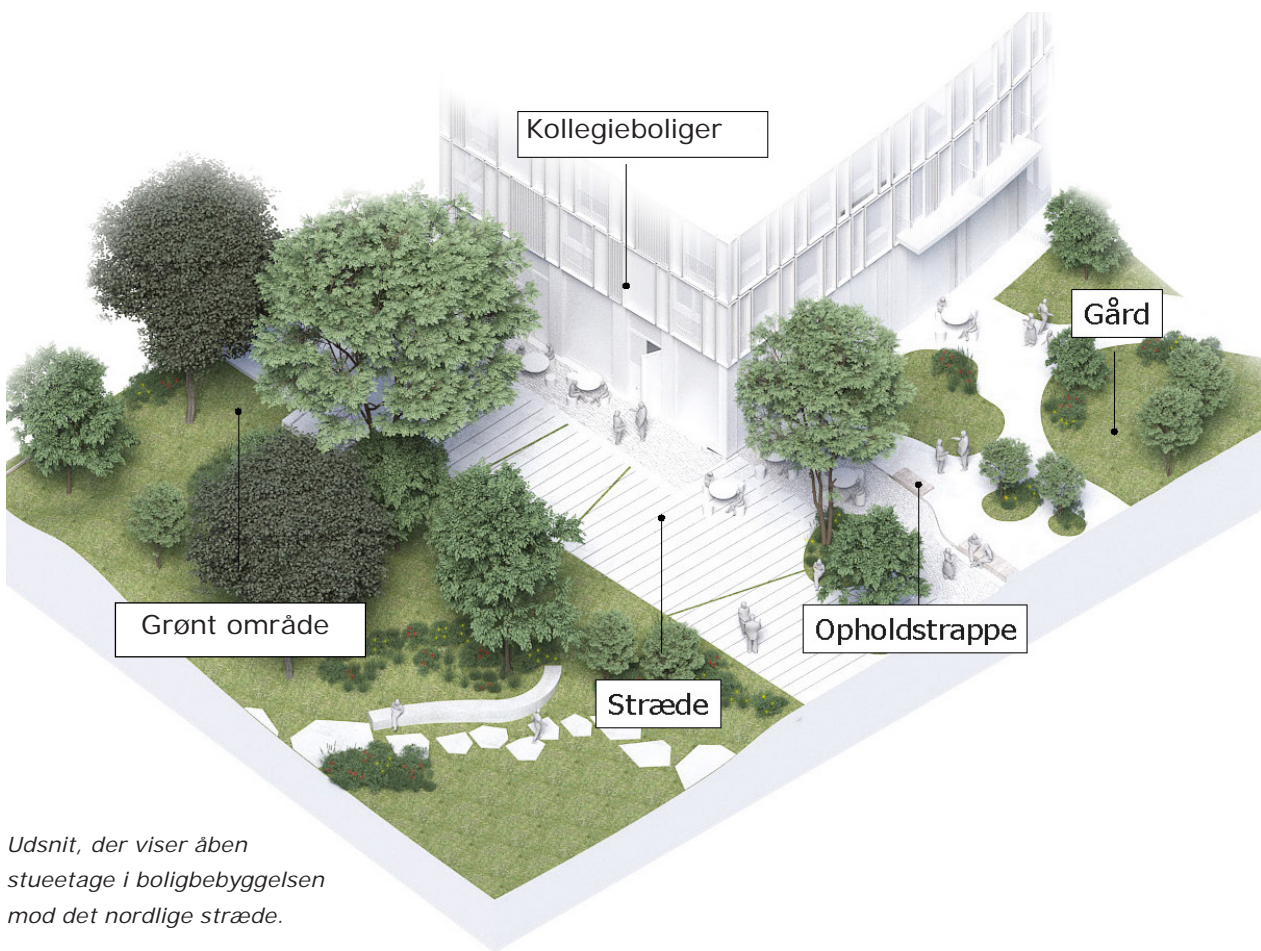 Kollegieboliger
Gård
Grønt område
Opholdstrappe
Stræde
Udsnit, der viser åben
stueetage i boligbebyggelsen
mod det nordlige stræde.